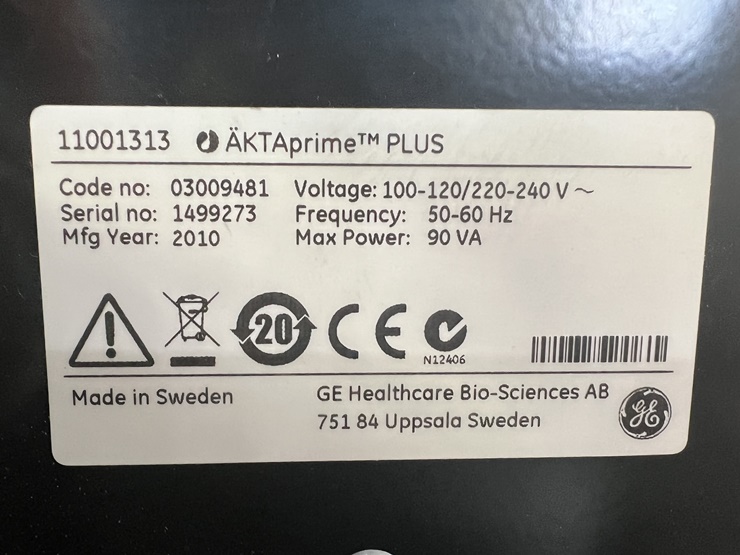 11001313 ÄKTAprime™ PLUS
Code no: 03009481 Voltage: 100-120/220-240 V ~
Serial no: 1499273 Frequency: 50-60 Hz
Mfg Year: 2010 Max Power: 90 VA
20
CE
N12406
Made in Sweden GE Healthcare Bio-Sciences AB
751 84 Uppsala Sweden
GE